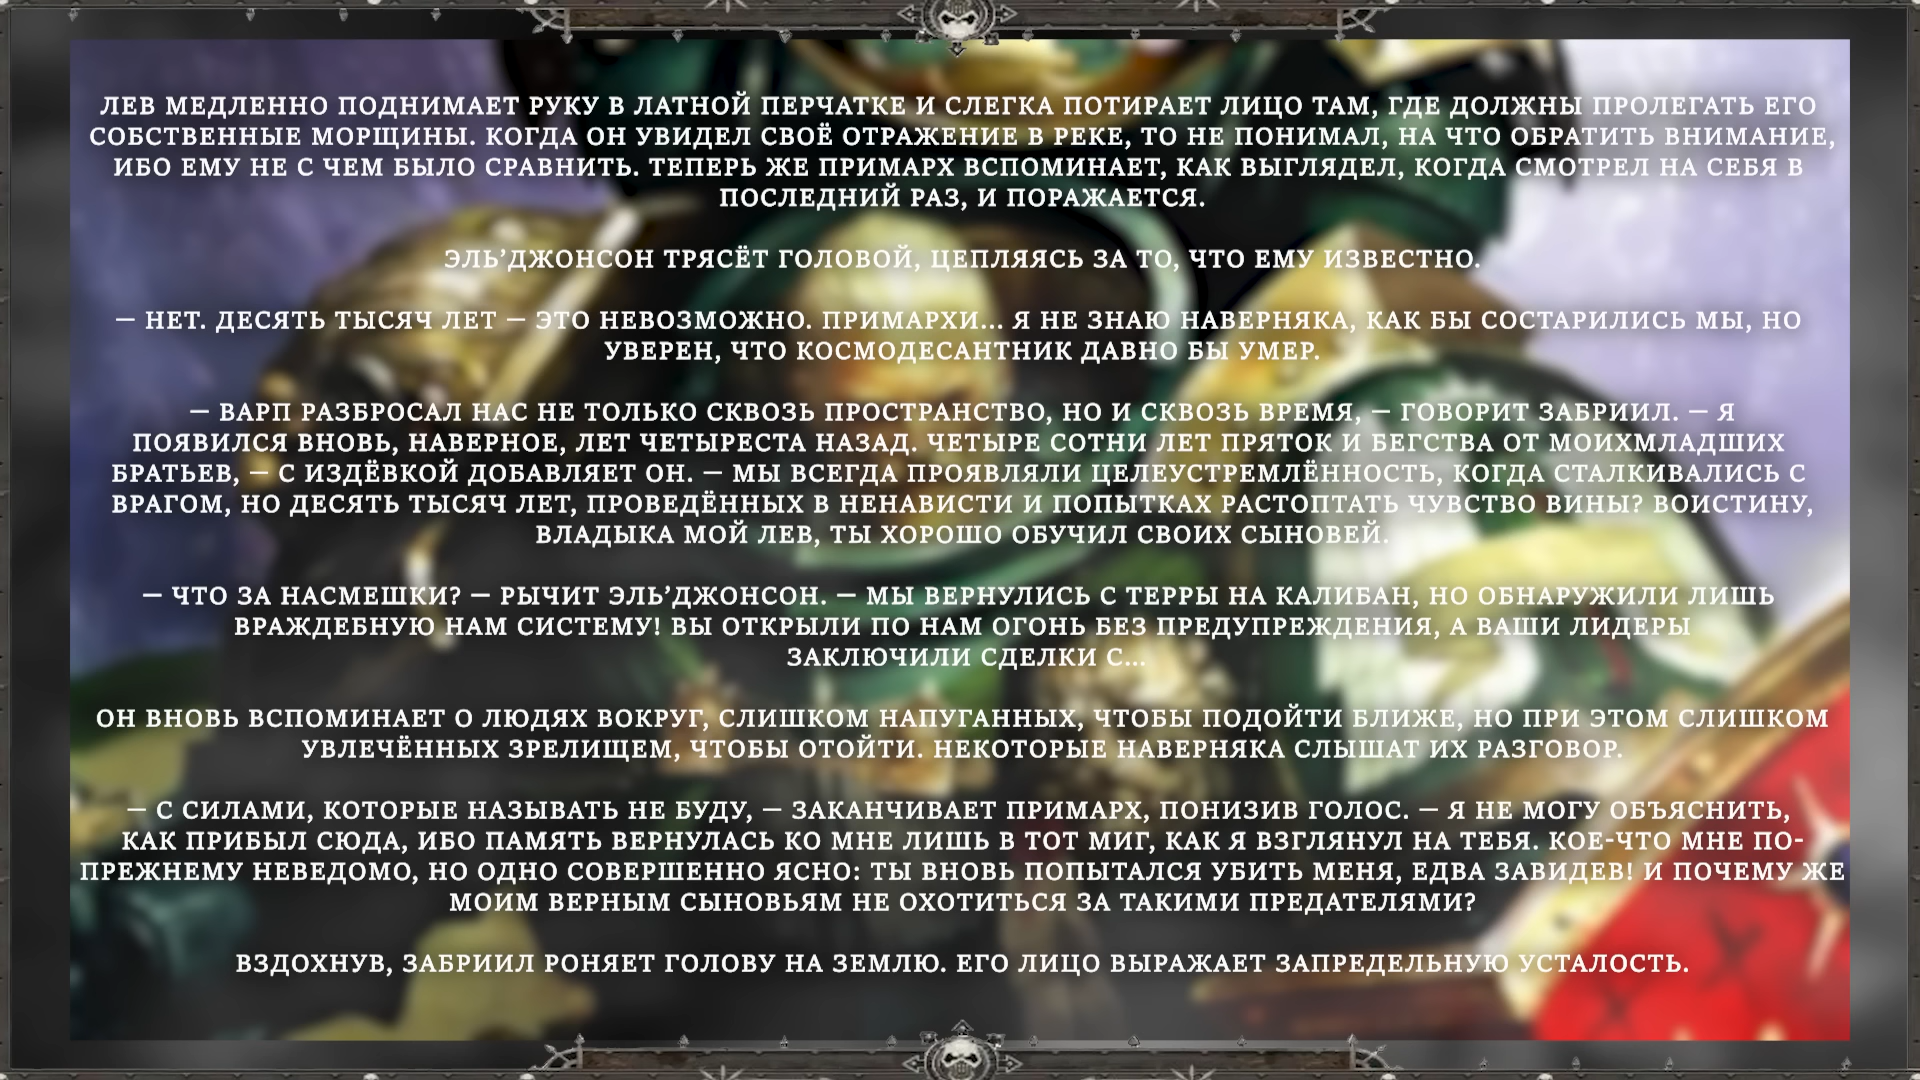 ЛЕВ МЕДЛЕННО ПОДНИМАЕТ РУКУ В ЛАТНОЙ ПЕРЧАТКЕ И СЛЕГКА ПОТИРАЕТ ЛИЦО ТАМ, ГДЕ ДОЛЖНЫ ПРОЛЕГАТЬ ЕГО
СОБСТВЕННЫЕ МОРЩИНЫ. КОГДА ОН УВИДЕЛ СВОЁ ОТРАЖЕНИЕ В РЕКЕ, ТО НЕ ПОНИМАЛ, НА ЧТО ОБРАТИТЬ ВНИМАНИЕ,
ИБО ЕМУ НЕ С ЧЕМ БЫЛО СРАВНИТЬ. ТЕПЕРЬ ЖЕ ПРИМАРХ ВСПОМИНАЕТ, КАК ВЫГЛЯДЕЛ, КОГДА СМОТРЕЛ НА СЕБЯ В
ПОСЛЕДНИЙ РАЗ, И ПОРАЖАЕТСЯ.
ЭЛЬ’ДЖОНСОН ТРЯСЁТ ГОЛОВОЙ, ЦЕПЛЯЯСЬ ЗА ТО, ЧТО ЕМУ ИЗВЕСТНО.
— НЕТ. ДЕСЯТЬ ТЫСЯЧ ЛЕТ — ЭТО НЕВОЗМОЖНО. ПРИМАРХИ... Я НЕ ЗНАЮ НАВЕРНЯКА, КАК БЫ СОСТАРИЛИСЬ МЫ, НО
УВЕРЕН, ЧТО КОСМОДЕСАНТНИК ДАВНО БЫ УМЕР.
— ВАРП РАЗБРОСАЛ НАС НЕ ТОЛЬКО СКВОЗЬ ПРОСТРАНСТВО, НО И СКВОЗЬ ВРЕМЯ, — ГОВОРИТ ЗАБРИИЛ. — Я
ПОЯВИЛСЯ ВНОВЬ, НАВЕРНОЕ, ЛЕТ ЧЕТЫРЕСТА НАЗАД. ЧЕТЫРЕ СОТНИ ЛЕТ ПРЯТОК И БЕГСТВА ОТ МОИХМЛАДШИХ
БРАТЬЕВ, — С ИЗДЁВКОЙ ДОБАВЛЯЕТ ОН. — МЫ ВСЕГДА ПРОЯВЛЯЛИ ЦЕЛЕУСТРЕМЛЁННОСТЬ, КОГДА СТАЛКИВАЛИСЬ С
ВРАГОМ, НО ДЕСЯТЬ ТЫСЯЧ ЛЕТ, ПРОВЕДЁННЫХ В НЕНАВИСТИ И ПОПЫТКАХ РАСТОПТАТЬ ЧУВСТВО ВИНЫ? ВОИСТИНУ,
ВЛАДЫКА МОЙ ЛЕВ, ТЫ ХОРОШО ОБУЧИЛ СВОИХ СЫНОВЕЙ.
— ЧТО ЗА НАСМЕШКИ? — РЫЧИТ ЭЛЬ’ДЖОНСОН. — МЫ ВЕРНУЛИСЬ С ТЕРРЫ НА КАЛИБАН, НО ОБНАРУЖИЛИ ЛИШЬ
ВРАЖДЕБНУЮ НАМ СИСТЕМУ! ВЫ ОТКРЫЛИ ПО НАМ ОГОНЬ БЕЗ ПРЕДУПРЕЖДЕНИЯ, А ВАШИ ЛИДЕРЫ
ЗАКЛЮЧИЛИ СДЕЛКИ С...
ОН ВНОВЬ ВСПОМИНАЕТ О ЛЮДЯХ ВОКРУГ, СЛИШКОМ НАПУГАННЫХ, ЧТОБЫ ПОДОЙТИ БЛИЖЕ, НО ПРИ ЭТОМ СЛИШКОМ
УВЛЕЧЁННЫХ ЗРЕЛИЩЕМ, ЧТОБЫ ОТОЙТИ. НЕКОТОРЫЕ НАВЕРНЯКА СЛЫШАТ ИХ РАЗГОВОР.
— С СИЛАМИ, КОТОРЫЕ НАЗЫВАТЬ НЕ БУДУ, — ЗАКАНЧИВАЕТ ПРИМАРХ, ПОНИЗИВ ГОЛОС. — Я НЕ МОГУ ОБЪЯСНИТЬ,
КАК ПРИБЫЛ СЮДА, ИБО ПАМЯТЬ ВЕРНУЛАСЬ КО МНЕ ЛИШЬ В ТОТ МИГ, КАК Я ВЗГЛЯНУЛ НА ТЕБЯ. КОЕ-ЧТО МНЕ ПО-
ПРЕЖНЕМУ НЕВЕДОМО, НО ОДНО СОВЕРШЕННО ЯСНО: ТЫ ВНОВЬ ПОПЫТАЛСЯ УБИТЬ МЕНЯ, ЕДВА ЗАВИДЕВ! И ПОЧЕМУ ЖЕ
МОИМ ВЕРНЫМ СЫНОВЬЯМ НЕ ОХОТИТЬСЯ ЗА ТАКИМИ ПРЕДАТЕЛЯМИ?
ВЗДОХНУВ, ЗАБРИИЛ РОНЯЕТ ГОЛОВУ НА ЗЕМЛЮ. ЕГО ЛИЦО ВЫРАЖАЕТ ЗАПРЕДЕЛЬНУЮ УСТАЛОСТЬ.